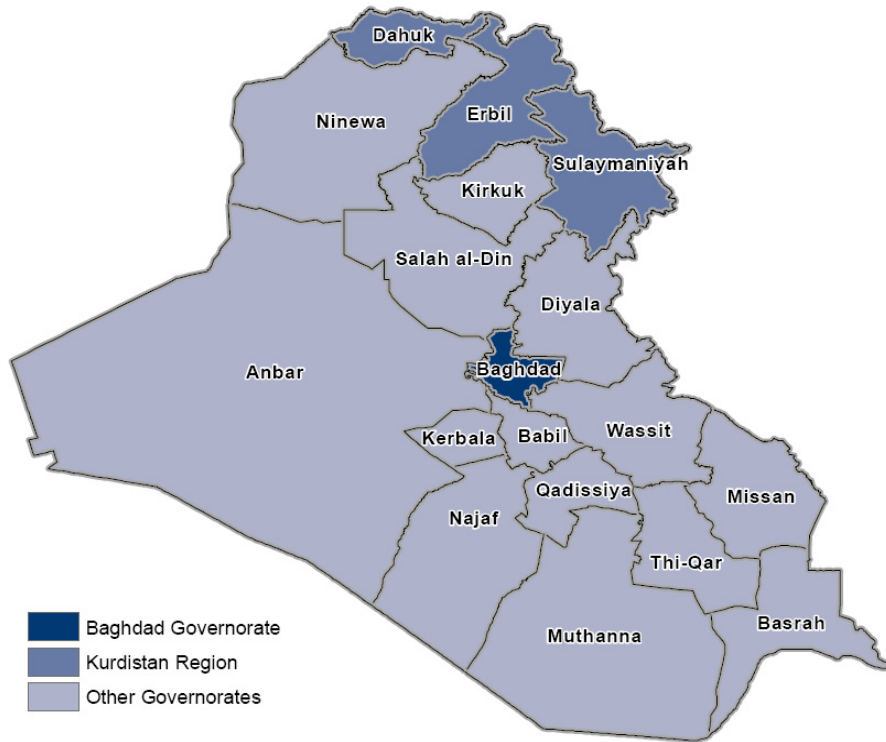 Dahuk
Ninewa
Erbil
Sulaymaniyah
Kirkuk
Salah al-Din
Diyala
Anbar
Baghdad
Kerbala
Babil
Wassit
Qadissiya
Missan
Najaf
Thi-Qar
Basrah
Muthanna
Baghdad Governorate
Kurdistan Region
Other Governorates